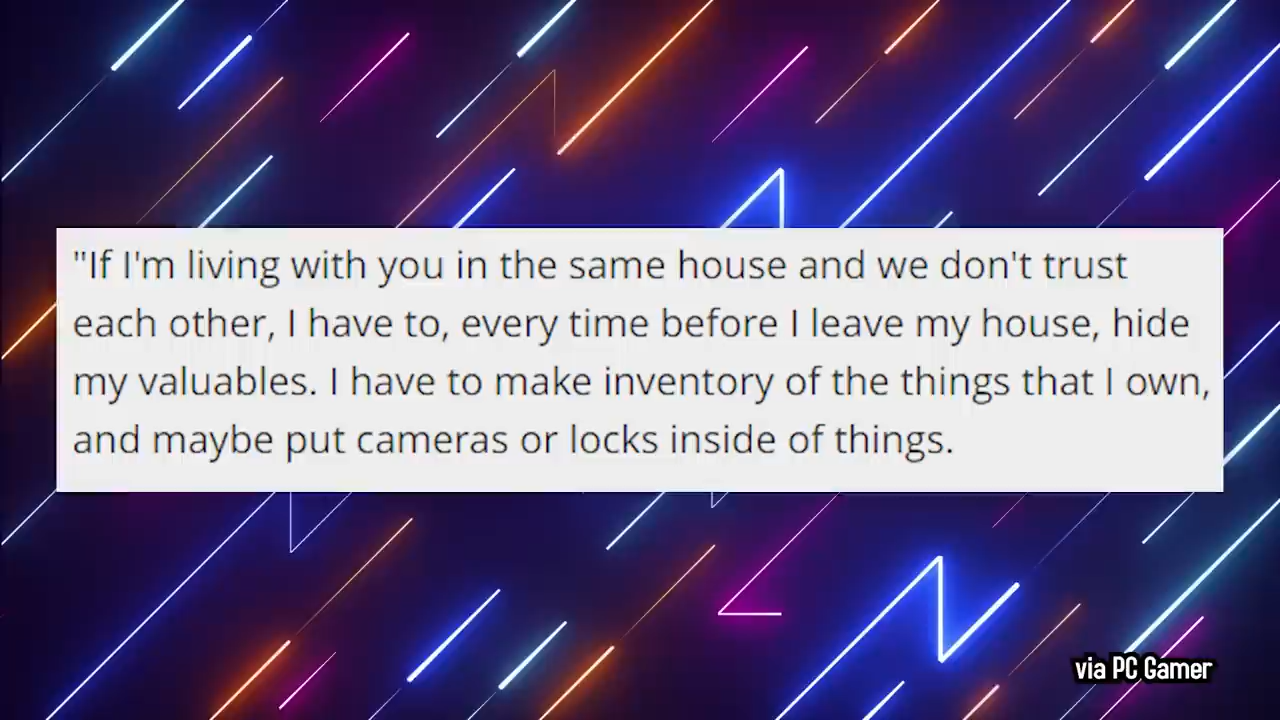 "If I'm living with you in the same house and we don't trust
each other, I have to, every time before I leave my house, hide
my valuables. I have to make inventory of the things that I own,
and maybe put cameras or locks inside of things.
via PC Gamer